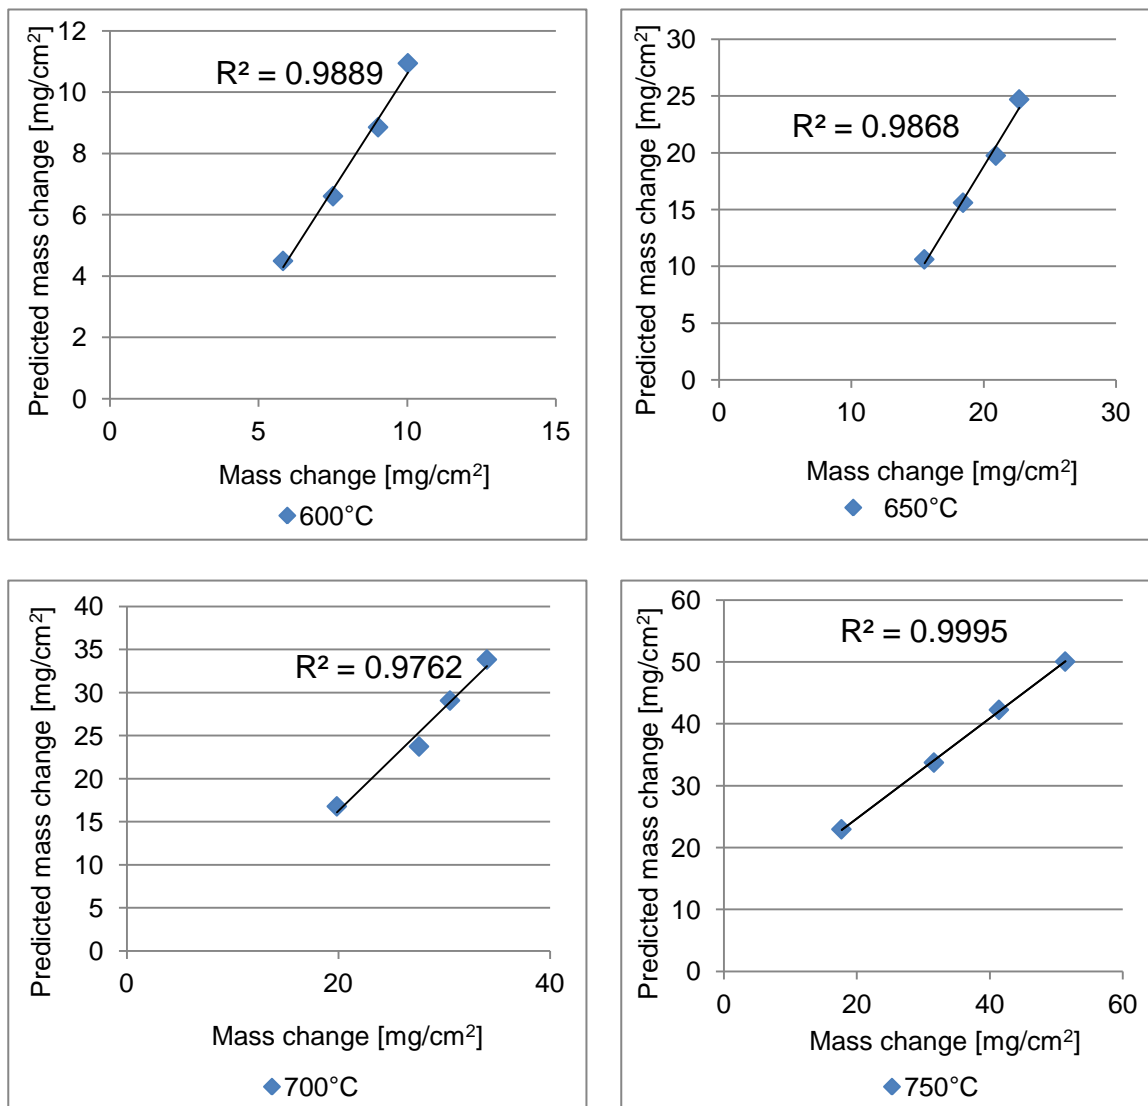 Predicted mass change [mg/cm²]
12
10
8
6
4
2
0
R² = 0.9889
0 5 10 15
Mass change [mg/cm²]
600°C
Predicted mass change [mg/cm²]
30
25
20
15
10
5
0
R² = 0.9868
0 10 20 30
Mass change [mg/cm²]
650°C
Predicted mass change [mg/cm²]
40
35
30
25
20
15
10
5
0
R² = 0.9762
0 20 40
Mass change [mg/cm²]
700°C
Predicted mass change [mg/cm²]
60
50
40
30
20
10
0
R² = 0.9995
0 20 40 60
Mass change [mg/cm²]
750°C